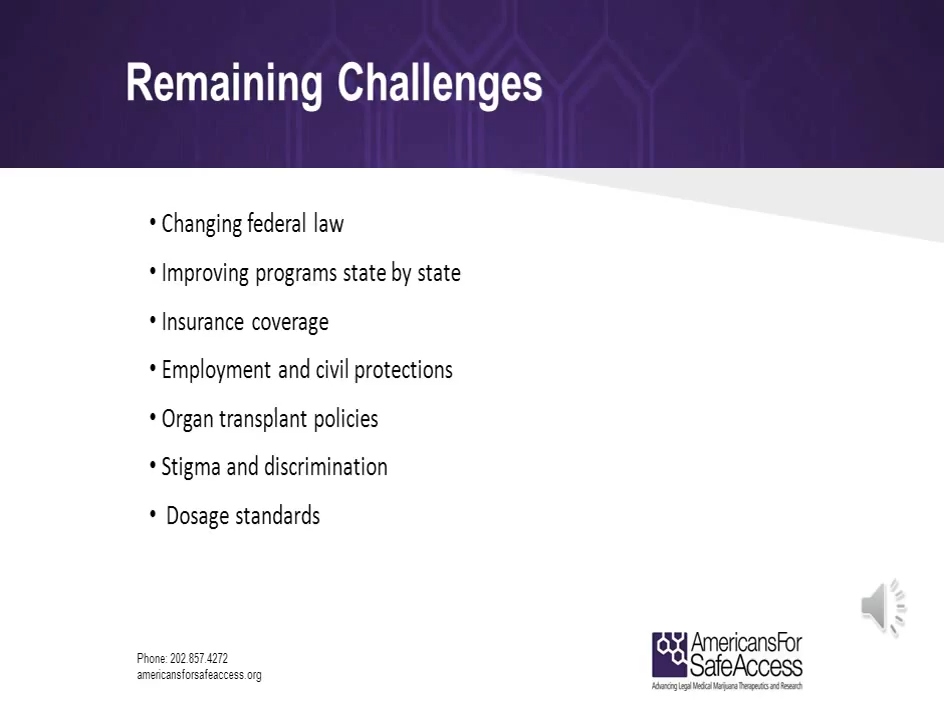 Remaining Challenges
• Changing federal law
• Improving programs state by state
• Insurance coverage
• Employment and civil protections
• Organ transplant policies
• Stigma and discrimination
• Dosage standards
Phone: 202.857.4272
americansforsafeaccess.org
AmericansFor
SafeAccess
Advancing Legal Medical Marijuana Therapeutics and Research